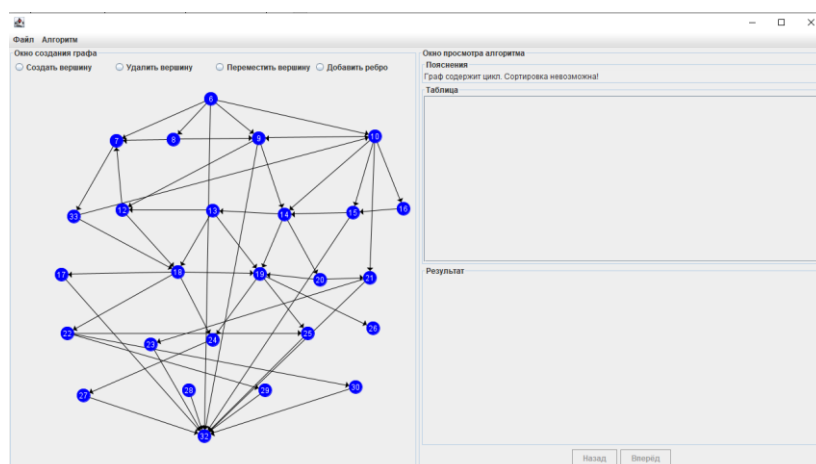 Файл Алгоритм
Окно создания графа
Создать вершину Удалить вершину Переместить вершину Добавить ребро
6
7 8 9 10
33 12 13 14 15 16
17 18 19 20 21
22 23 24 25 26
27 28 29 30
32
Окно просмотра алгоритма
Пояснения
Граф содержит цикл. Сортировка невозможна!
Таблица
Результат
Назад Вперёд